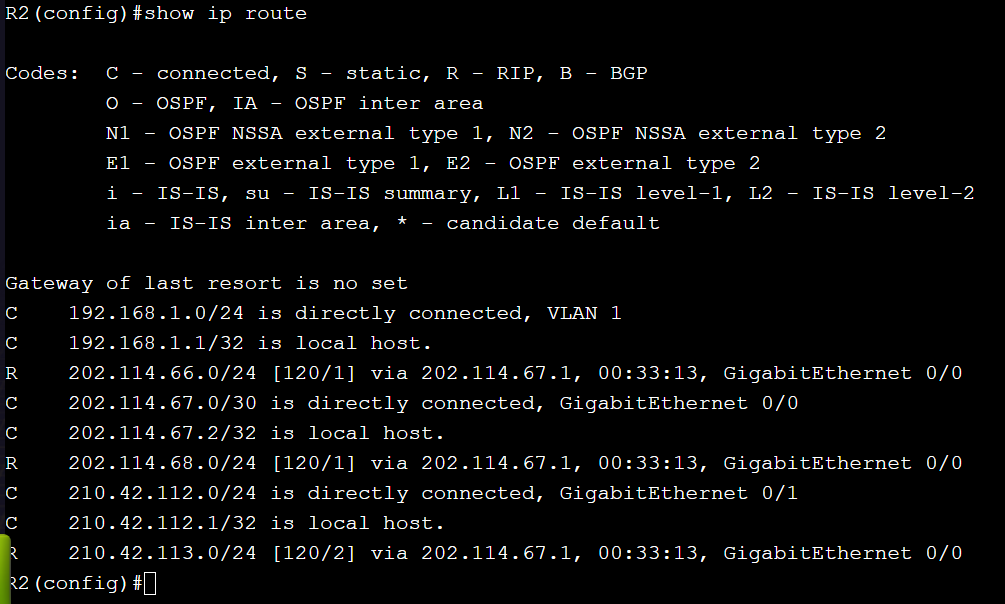 R2(config)#show ip route
Codes:  C - connected, S - static, R - RIP, B - BGP
        O - OSPF, IA - OSPF inter area
        N1 - OSPF NSSA external type 1, N2 - OSPF NSSA external type 2
        E1 - OSPF external type 1, E2 - OSPF external type 2
        i - IS-IS, su - IS-IS summary, L1 - IS-IS level-1, L2 - IS-IS level-2
        ia - IS-IS inter area, * - candidate default
Gateway of last resort is no set
C    192.168.1.0/24 is directly connected, VLAN 1
C    192.168.1.1/32 is local host.
R    202.114.66.0/24 [120/1] via 202.114.67.1, 00:33:13, GigabitEthernet 0/0
C    202.114.67.0/30 is directly connected, GigabitEthernet 0/0
C    202.114.67.2/32 is local host.
R    202.114.68.0/24 [120/1] via 202.114.67.1, 00:33:13, GigabitEthernet 0/0
C    210.42.112.0/24 is directly connected, GigabitEthernet 0/1
C    210.42.112.1/32 is local host.
R    210.42.113.0/24 [120/2] via 202.114.67.1, 00:33:13, GigabitEthernet 0/0
R2(config)#